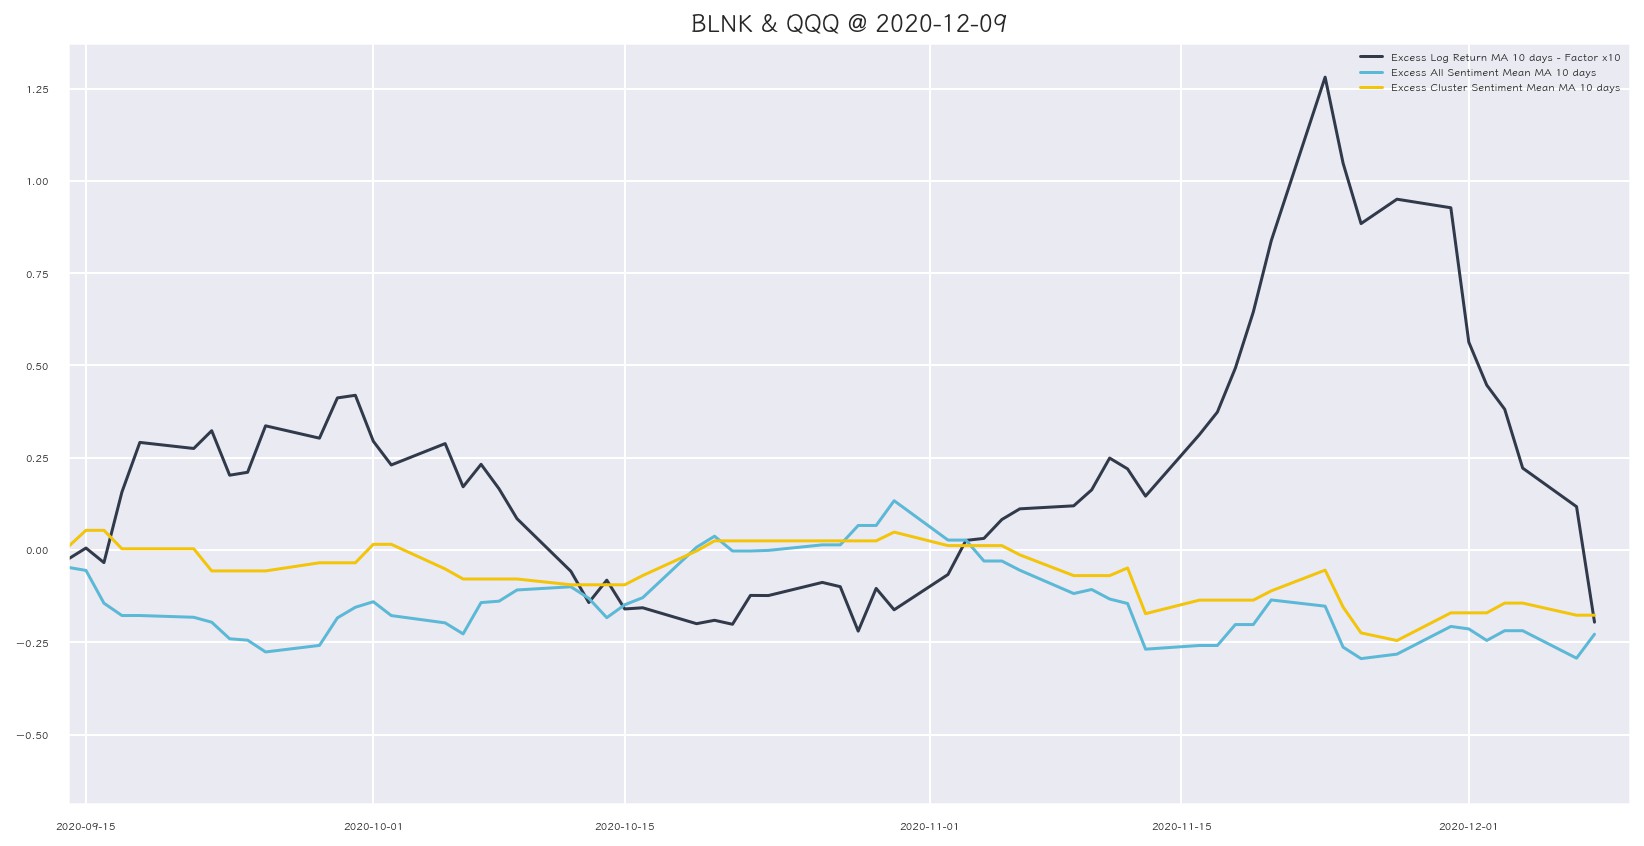 BLNK & QQQ @ 2020-12-09
Excess Log Return MA 10 days - Factor x10
Excess All Sentiment Mean MA 10 days
Excess Cluster Sentiment Mean MA 10 days
1.25
1.00
0.75
0.50
0.25
0.00
−0.25
−0.50
2020-09-15 2020-10-01 2020-10-15 2020-11-01 2020-11-15 2020-12-01